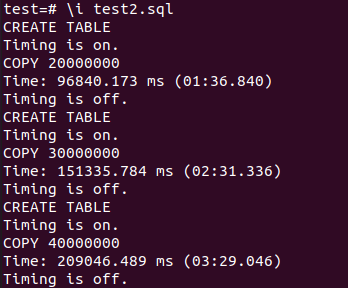 test=# \i test2.sql
CREATE TABLE
Timing is on.
COPY 20000000
Time: 96840.173 ms (01:36.840)
Timing is off.
CREATE TABLE
Timing is on.
COPY 30000000
Time: 151335.784 ms (02:31.336)
Timing is off.
CREATE TABLE
Timing is on.
COPY 40000000
Time: 209046.489 ms (03:29.046)
Timing is off.